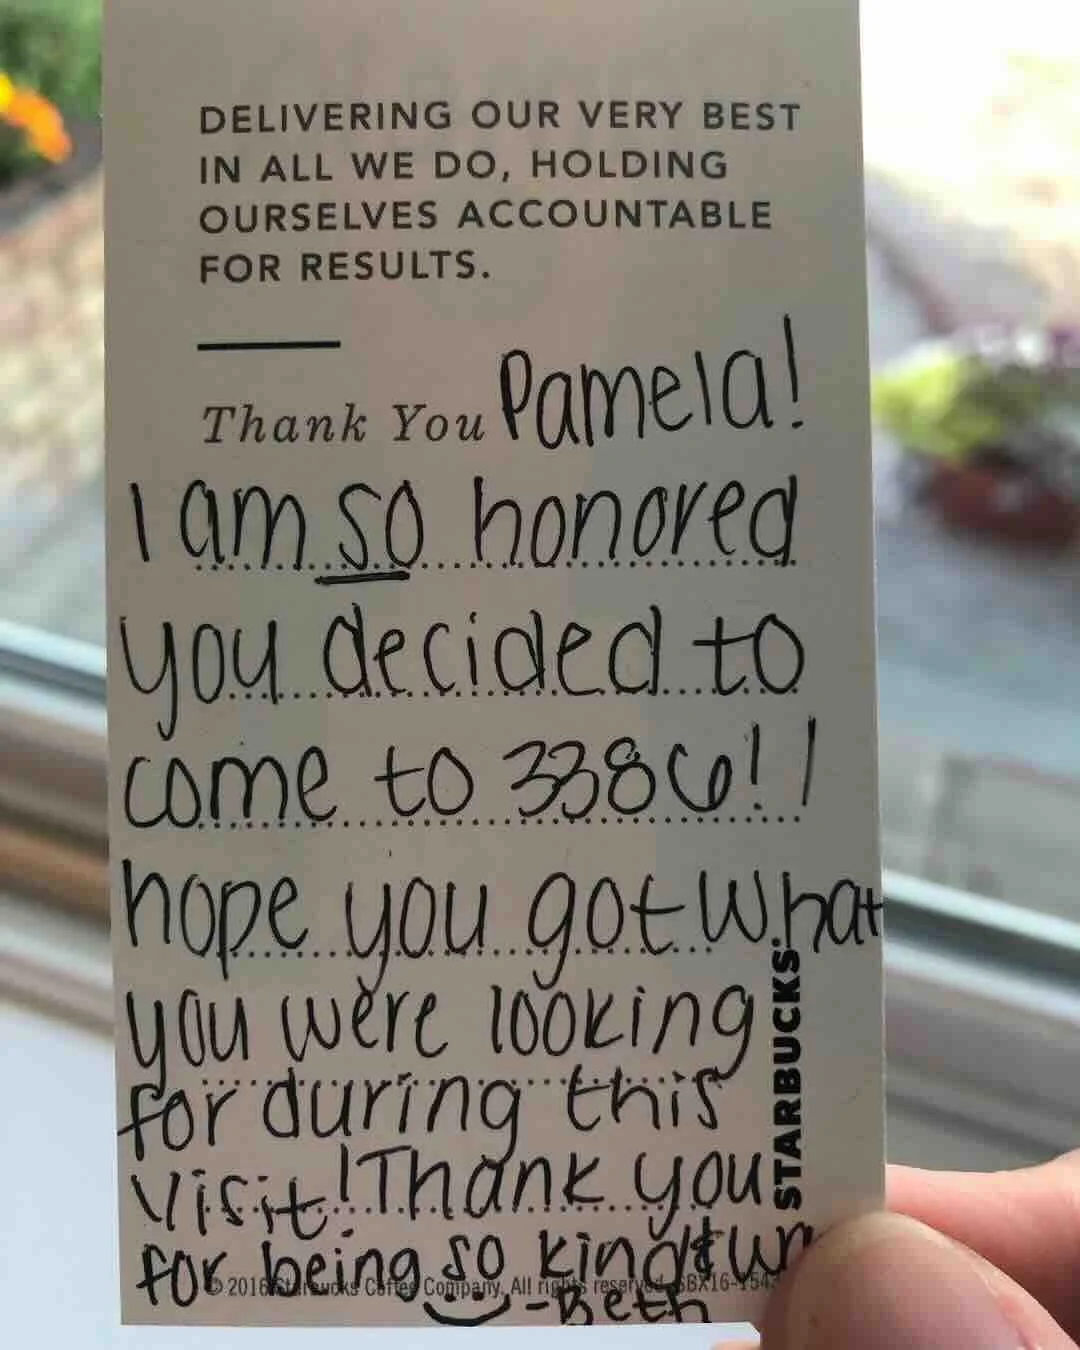 DELIVERING OUR VERY BEST
IN ALL WE DO, HOLDING
OURSELVES ACCOUNTABLE
FOR RESULTS.
Thank You Pamela!
I am so honored
you decided to
come to 3386! I
hope you got what
you were looking
for during this
visit! Thank you
for being so kind &
© 2016 Starbucks Coffee Company. All rights reserved. SBX16-154
-Beth
STARBUCKS